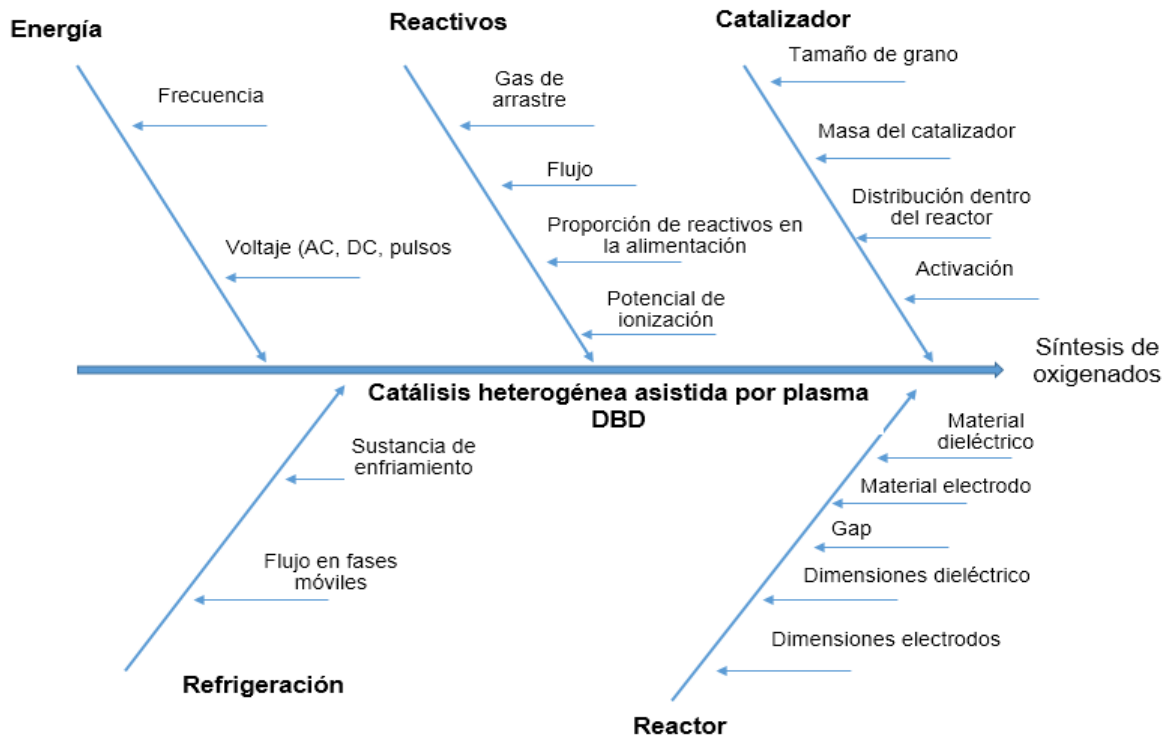 Energía
Frecuencia
Voltaje (AC, DC, pulsos
Reactivos
Gas de
arrastre
Flujo
Proporción de reactivos en
la alimentación
Potencial de
ionización
Catalizador
Tamaño de grano
Masa del catalizador
Distribución dentro
del reactor
Activación
Síntesis de
oxigenados
Catálisis heterogénea asistida por plasma
DBD
Sustancia de
enfriamiento
Flujo en fases
móviles
Refrigeración
Material
dieléctrico
Material electrodo
Gap
Dimensiones dieléctrico
Dimensiones electrodos
Reactor